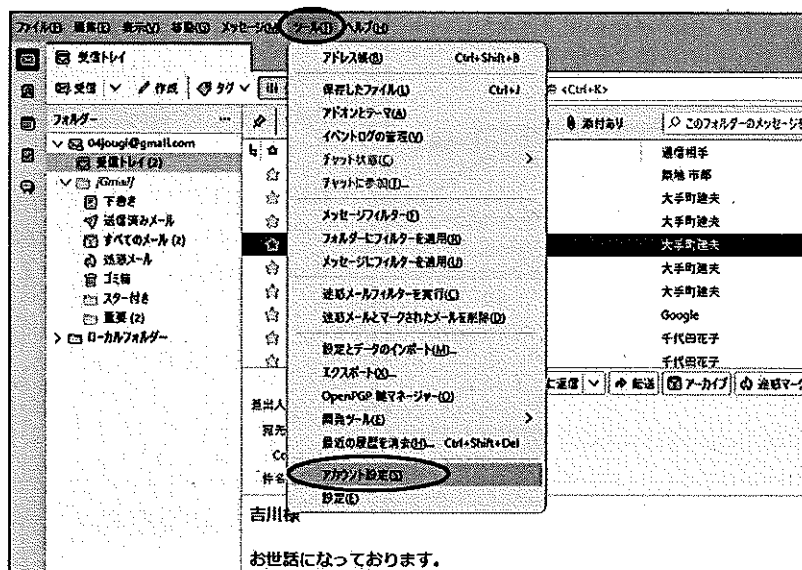 ファイル(F) 編集(E) 表示(V) 移動(G) メッセージ(M) ツール(T) ヘルプ(H)
受信トレイ
受信 作成 タグ
<Ctrl+K>
フォルダー
添付あり
このフォルダーのメッセージを
04jougi@gmail.com
受信トレイ (2)
[Gmail]
下書き
送信済みメール
すべてのメール (2)
迷惑メール
ゴミ箱
スター付き
重要 (2)
ローカルフォルダー
アドレス帳(B) Ctrl+Shift+B
保存したファイル(L) Ctrl+J
アドオンとテーマ(A)
イベントログの管理(V)
チャット状態(C)
チャットに参加(J)...
メッセージフィルター(F)
フォルダーにフィルターを適用(R)
メッセージにフィルターを適用(U)
迷惑メールフィルターを実行(C)
迷惑メールとマークされたメールを削除(D)
設定とデータのインポート(M)...
エクスポート(X)...
OpenPGP 鍵マネージャー(O)
開発ツール(E)
最近の履歴を消去(H)... Ctrl+Shift+Del
アカウント設定(S)
設定(E)
通信相手
築地 市郎
大手町建夫
大手町建夫
大手町建夫
大手町建夫
大手町建夫
Google
千代田花子
千代田花子
に返信 転送 アーカイブ 迷惑マーク
差出人
宛先
Cc
件名
吉川様
お世話になっております。